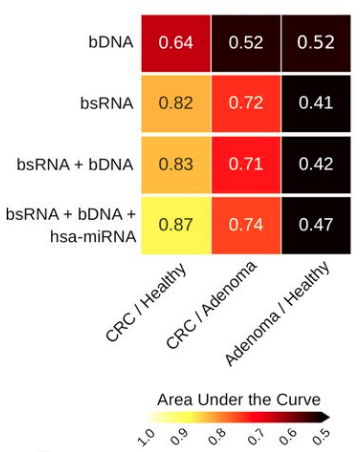 bDNA 0.64 0.52 0.52
bsRNA 0.82 0.72 0.41
bsRNA + bDNA 0.83 0.71 0.42
bsRNA + bDNA +
hsa-miRNA 0.87 0.74 0.47
CRC / Healthy
CRC / Adenoma
Adenoma / Healthy
Area Under the Curve
1.0 0.9 0.8 0.7 0.6 0.5